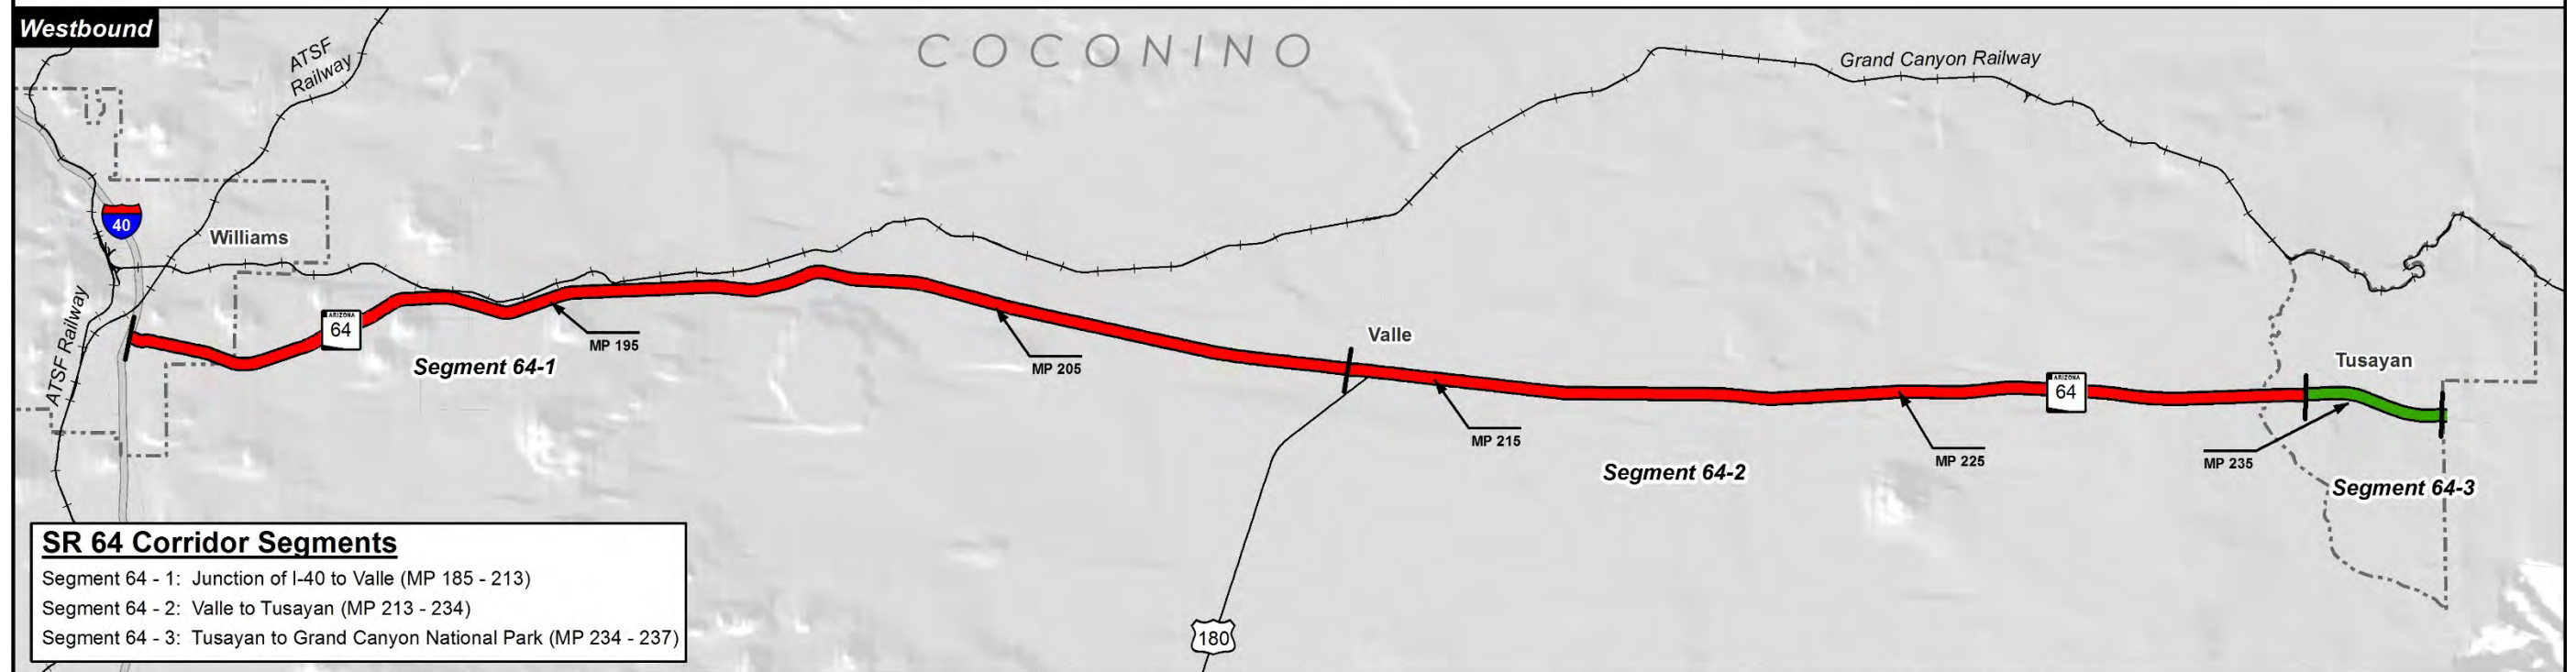 Westbound
ATSF
Railway
COCONINO
Grand Canyon Railway
40
Williams
ATSF Railway
ARIZONA
64
MP 195
Segment 64-1
MP 205
Valle
MP 215
Segment 64-2
MP 225
ARIZONA
64
Tusayan
MP 235
Segment 64-3
180
SR 64 Corridor Segments
Segment 64 - 1: Junction of I-40 to Valle (MP 185 - 213)
Segment 64 - 2: Valle to Tusayan (MP 213 - 234)
Segment 64 - 3: Tusayan to Grand Canyon National Park (MP 234 - 237)